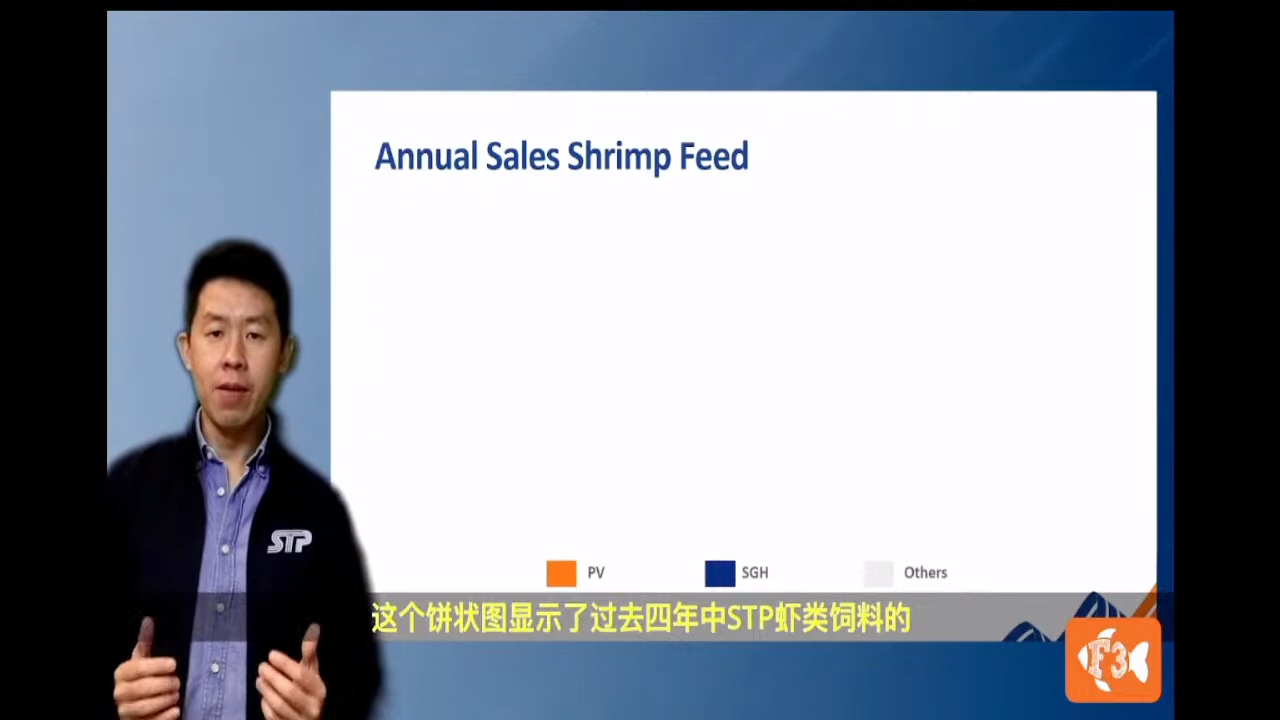 Annual Sales Shrimp Feed
STP
PV
SGH
Others
这个饼状图显示了过去四年中STP虾类饲料的
F3